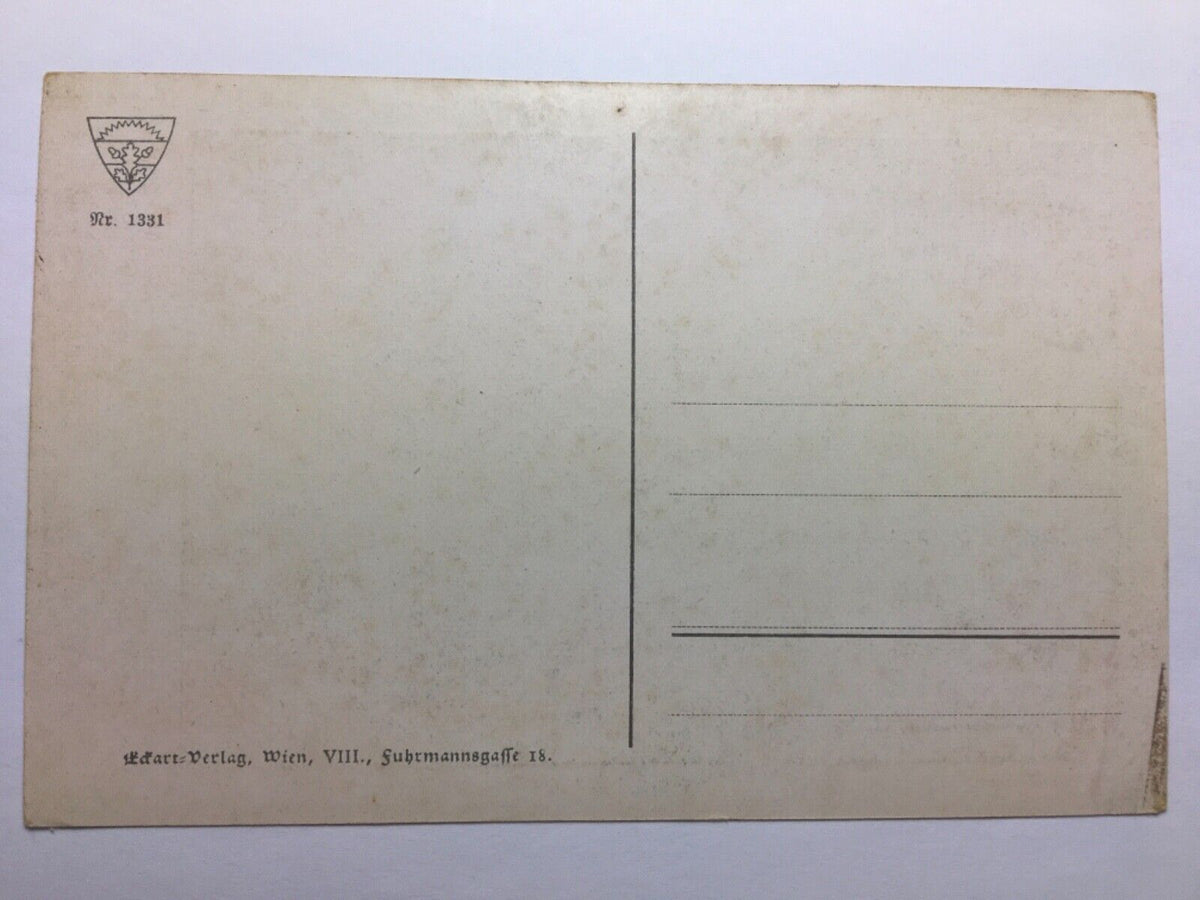 Nr. 1331
Eckart-Verlag, Wien, VIII., Fuhrmannsgasse 18.